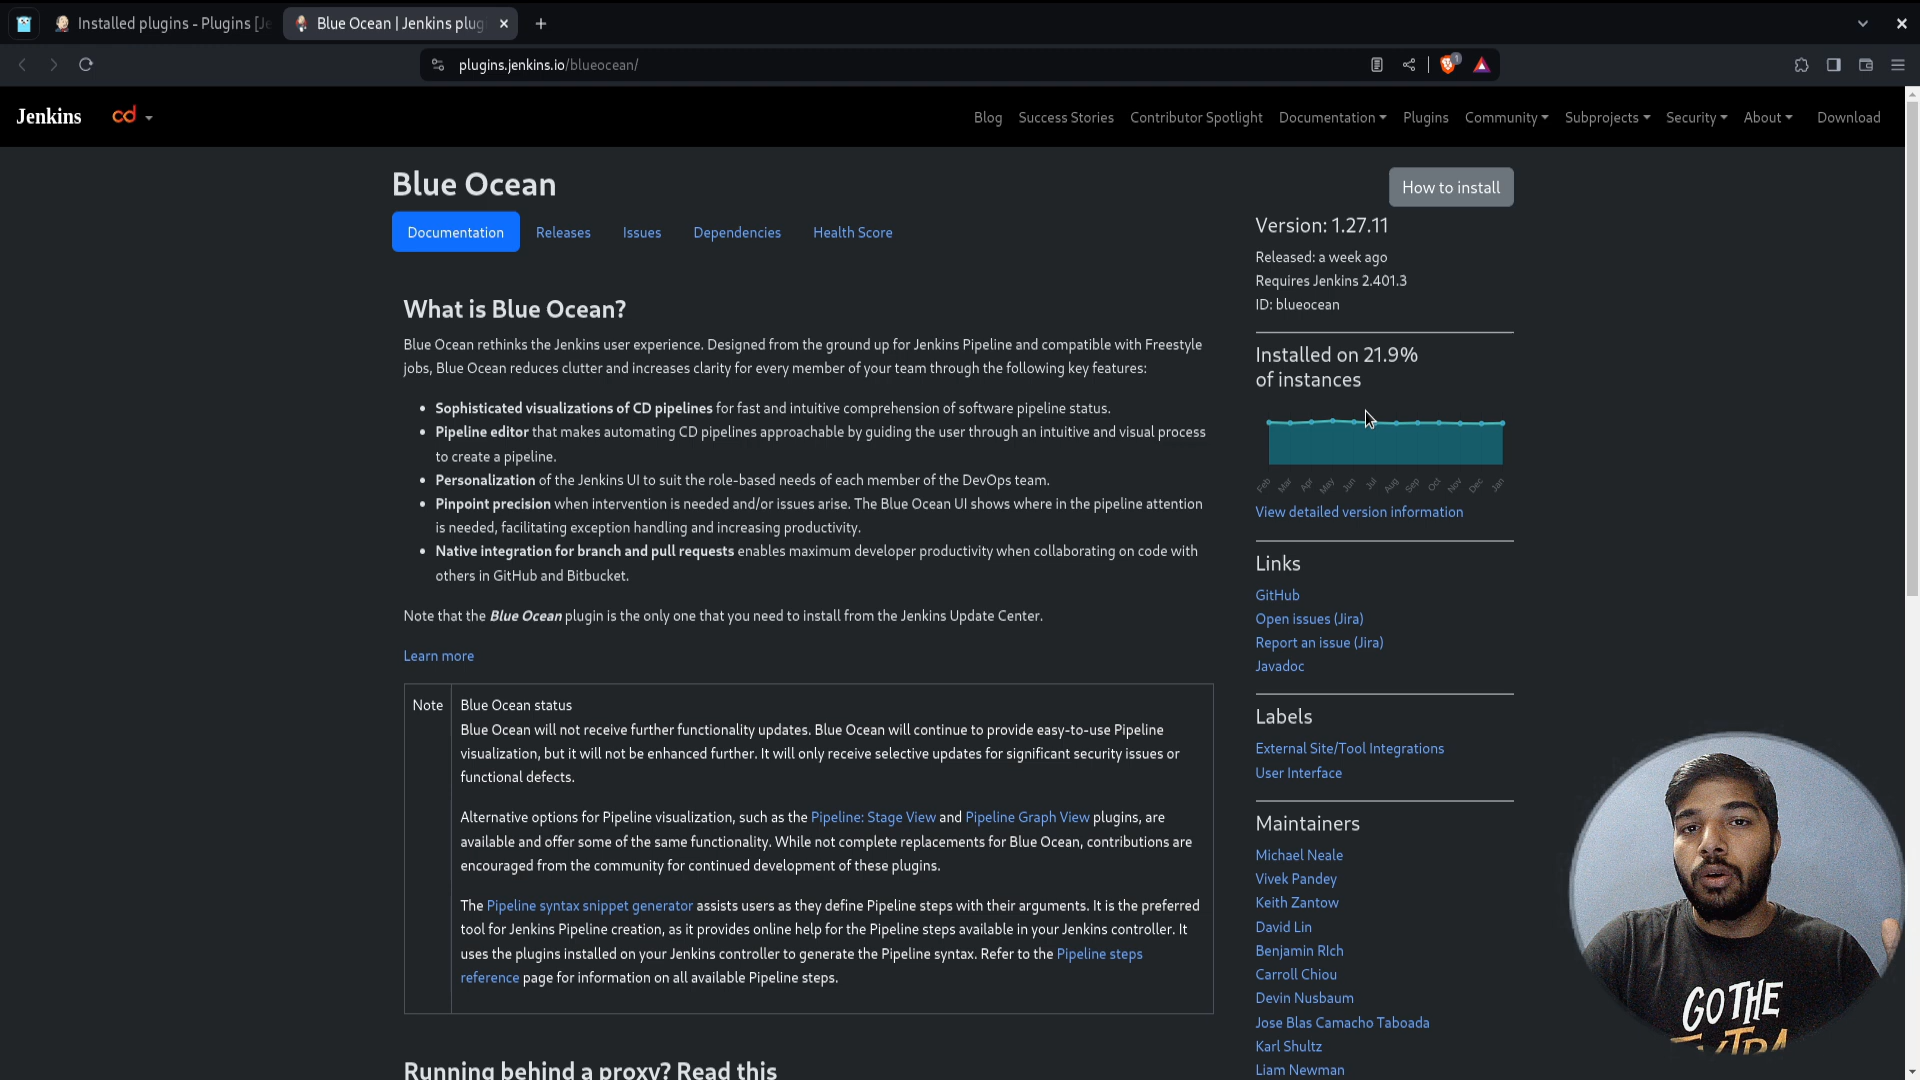 Installed plugins - Plugins [Je
Blue Ocean | Jenkins plug
plugins.jenkins.io/blueocean/
1
Jenkins
cd
Blog
Success Stories
Contributor Spotlight
Documentation
Plugins
Community
Subprojects
Security
About
Download
Blue Ocean
How to install
Documentation
Releases
Issues
Dependencies
Health Score
What is Blue Ocean?
Blue Ocean rethinks the Jenkins user experience. Designed from the ground up for Jenkins Pipeline and compatible with Freestyle
jobs, Blue Ocean reduces clutter and increases clarity for every member of your team through the following key features:
• Sophisticated visualizations of CD pipelines for fast and intuitive comprehension of software pipeline status.
• Pipeline editor that makes automating CD pipelines approachable by guiding the user through an intuitive and visual process
to create a pipeline.
• Personalization of the Jenkins UI to suit the role-based needs of each member of the DevOps team.
• Pinpoint precision when intervention is needed and/or issues arise. The Blue Ocean UI shows where in the pipeline attention
is needed, facilitating exception handling and increasing productivity.
• Native integration for branch and pull requests enables maximum developer productivity when collaborating on code with
others in GitHub and Bitbucket.
Note that the Blue Ocean plugin is the only one that you need to install from the Jenkins Update Center.
Learn more
Note
Blue Ocean status
Blue Ocean will not receive further functionality updates. Blue Ocean will continue to provide easy-to-use Pipeline
visualization, but it will not be enhanced further. It will only receive selective updates for significant security issues or
functional defects.
Alternative options for Pipeline visualization, such as the Pipeline: Stage View and Pipeline Graph View plugins, are
available and offer some of the same functionality. While not complete replacements for Blue Ocean, contributions are
encouraged from the community for continued development of these plugins.
The Pipeline syntax snippet generator assists users as they define Pipeline steps with their arguments. It is the preferred
tool for Jenkins Pipeline creation, as it provides online help for the Pipeline steps available in your Jenkins controller. It
uses the plugins installed on your Jenkins controller to generate the Pipeline syntax. Refer to the Pipeline steps
reference page for information on all available Pipeline steps.
Running behind a proxy? Read this
Version: 1.27.11
Released: a week ago
Requires Jenkins 2.401.3
ID: blueocean
Installed on 21.9%
of instances
Feb
Mar
Apr
May
Jun
Jul
Aug
Sep
Oct
Nov
Dec
Jan
View detailed version information
Links
GitHub
Open issues (Jira)
Report an issue (Jira)
Javadoc
Labels
External Site/Tool Integrations
User Interface
Maintainers
Michael Neale
Vivek Pandey
Keith Zantow
David Lin
Benjamin RIch
Carroll Chiou
Devin Nusbaum
Jose Blas Camacho Taboada
Karl Shultz
Liam Newman
GO THE
EXTRA